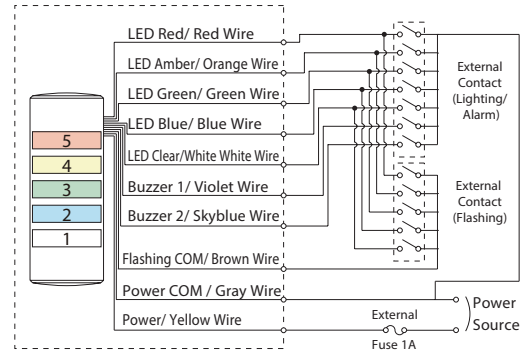 LED Red/ Red Wire
LED Amber/ Orange Wire
LED Green/ Green Wire
LED Blue/ Blue Wire
LED Clear/White White Wire
Buzzer 1/ Violet Wire
Buzzer 2/ Skyblue Wire
Flashing COM/ Brown Wire
Power COM / Gray Wire
Power/ Yellow Wire
5
4
3
2
1
External
Contact
(Lighting/
Alarm)
External
Contact
(Flashing)
External
Fuse 1A
Power
Source